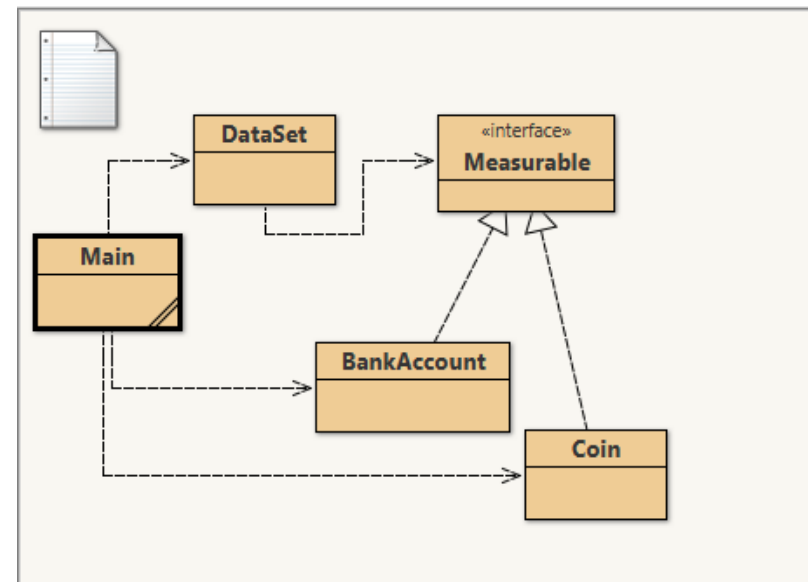 DataSet
«interface»
Measurable
Main
BankAccount
Coin